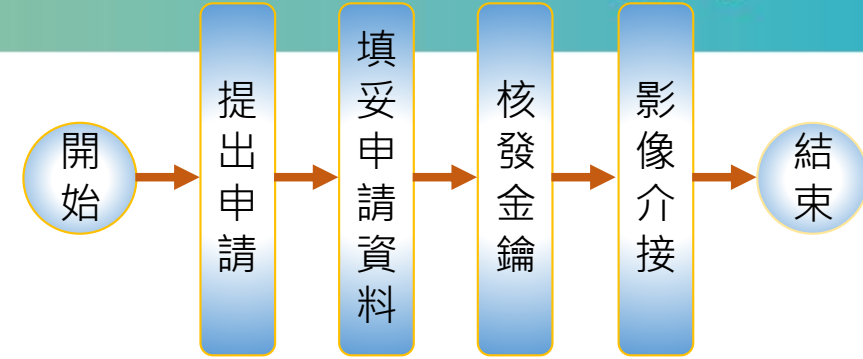 開始
提出申請
填妥申請資料
核發金鑰
影像介接
結束